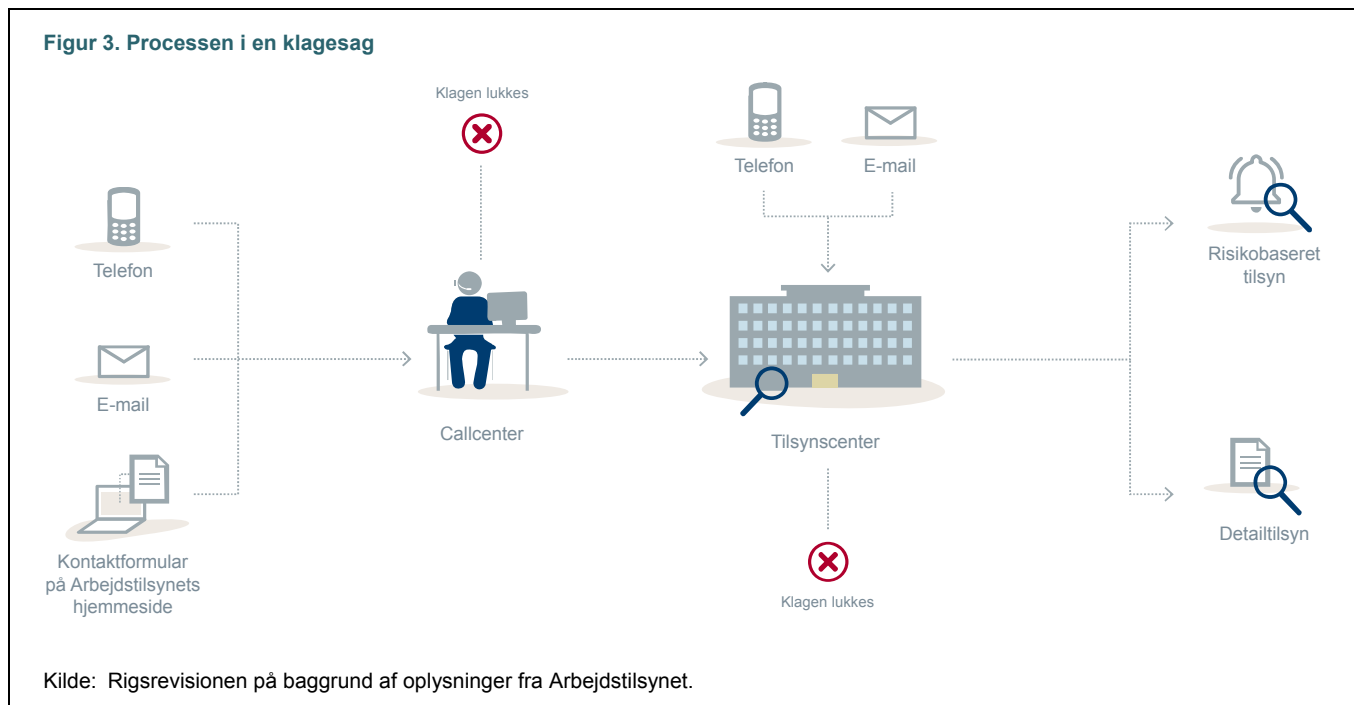 Figur 3. Processen i en klagesag
Klagen lukkes
Telefon
E-mail
Telefon
E-mail
Kontaktformular
på Arbejdstilsynets
hjemmeside
Callcenter
Tilsynscenter
Klagen lukkes
Risikobaseret
tilsyn
Detailtilsyn
Kilde: Rigsrevisionen på baggrund af oplysninger fra Arbejdstilsynet.